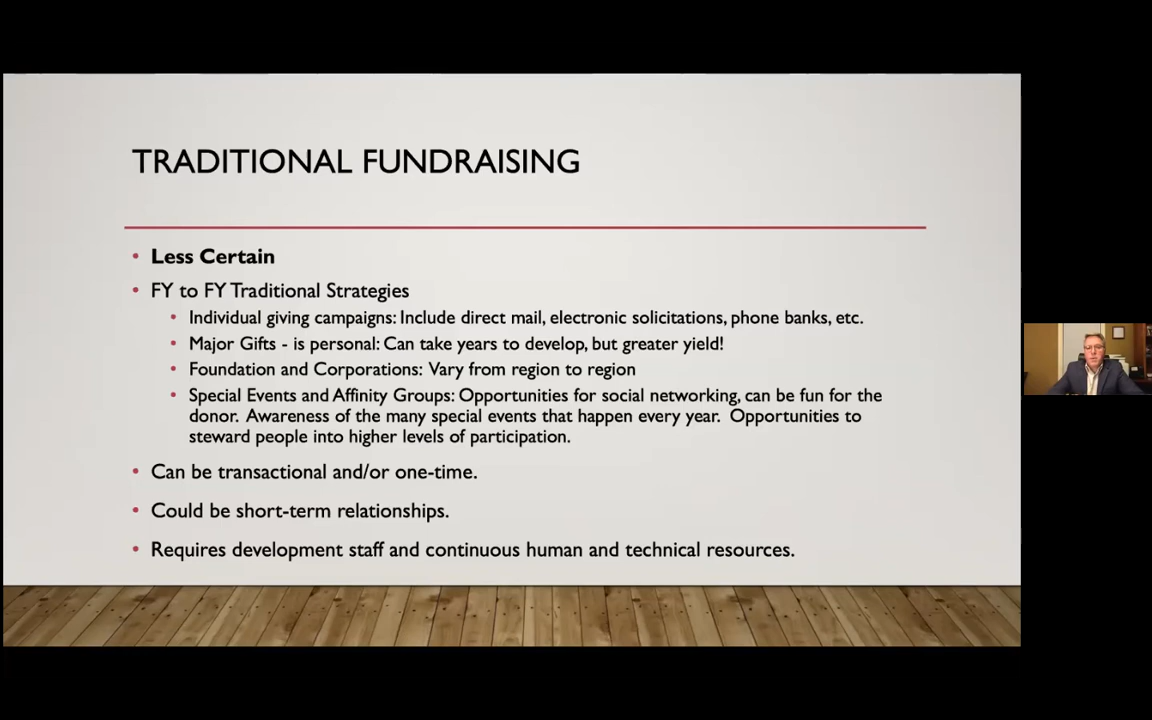 TRADITIONAL FUNDRAISING
• Less Certain
• FY to FY Traditional Strategies
• Individual giving campaigns: Include direct mail, electronic solicitations, phone banks, etc.
• Major Gifts - is personal: Can take years to develop, but greater yield!
• Foundation and Corporations: Vary from region to region
• Special Events and Affinity Groups: Opportunities for social networking, can be fun for the
donor. Awareness of the many special events that happen every year. Opportunities to
steward people into higher levels of participation.
• Can be transactional and/or one-time.
• Could be short-term relationships.
• Requires development staff and continuous human and technical resources.